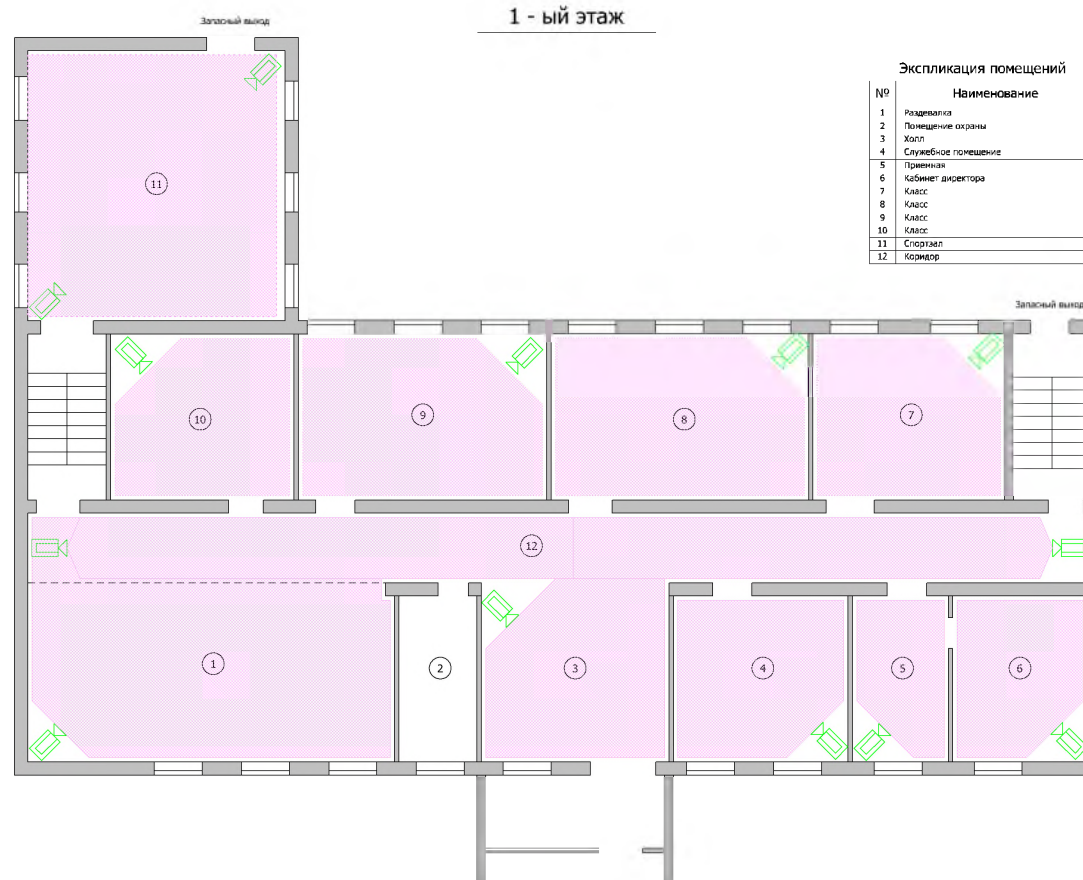 1 - ый этаж
Запасный выход
Экспликация помещений
№ Наименование
1 Раздевалка
2 Помещение охраны
3 Холл
4 Служебное помещение
5 Приемная
6 Кабинет директора
7 Класс
8 Класс
9 Класс
10 Класс
11 Спортзал
12 Коридор
11
Запасный выход
10
9
8
7
12
1
2
3
4
5
6